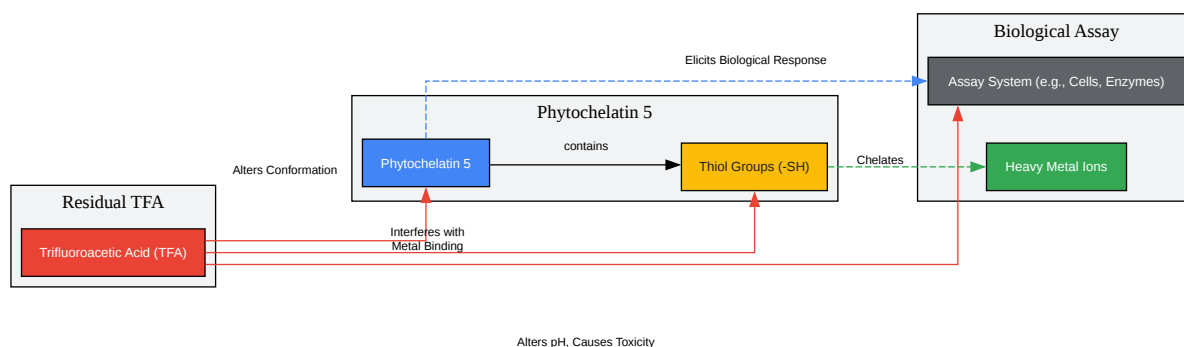 Biological Assay
Elicits Biological Response
Assay System (e.g., Cells, Enzymes)
Phytochelatin 5
Phytochelatin 5
contains
Thiol Groups (-SH)
Chelates
Heavy Metal Ions
Alters Conformation
Residual TFA
Trifluoroacetic Acid (TFA)
Interferes with
Metal Binding
Alters pH, Causes Toxicity